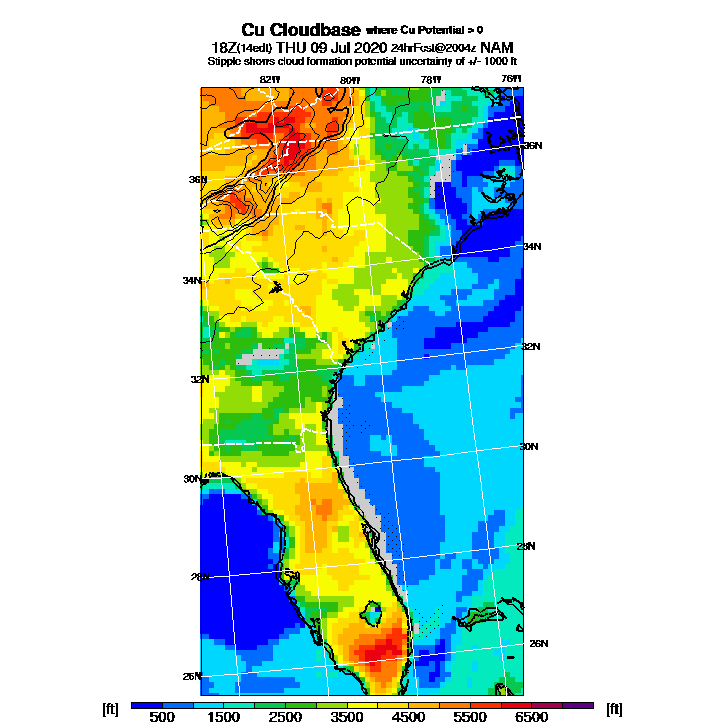 Cu Cloudbase where Cu Potential > 0
18Z(14edt) THU 09 Jul 2020 24hrFcst@2004z NAM
Stipple shows cloud formation potential uncertainty of +/- 1000 ft
82W 80W 78W 76W
36N
36N
34N
34N
32N
32N
30N
30N
28N
28N
26N
26N
[ft] [ft]
500 1500 2500 3500 4500 5500 6500